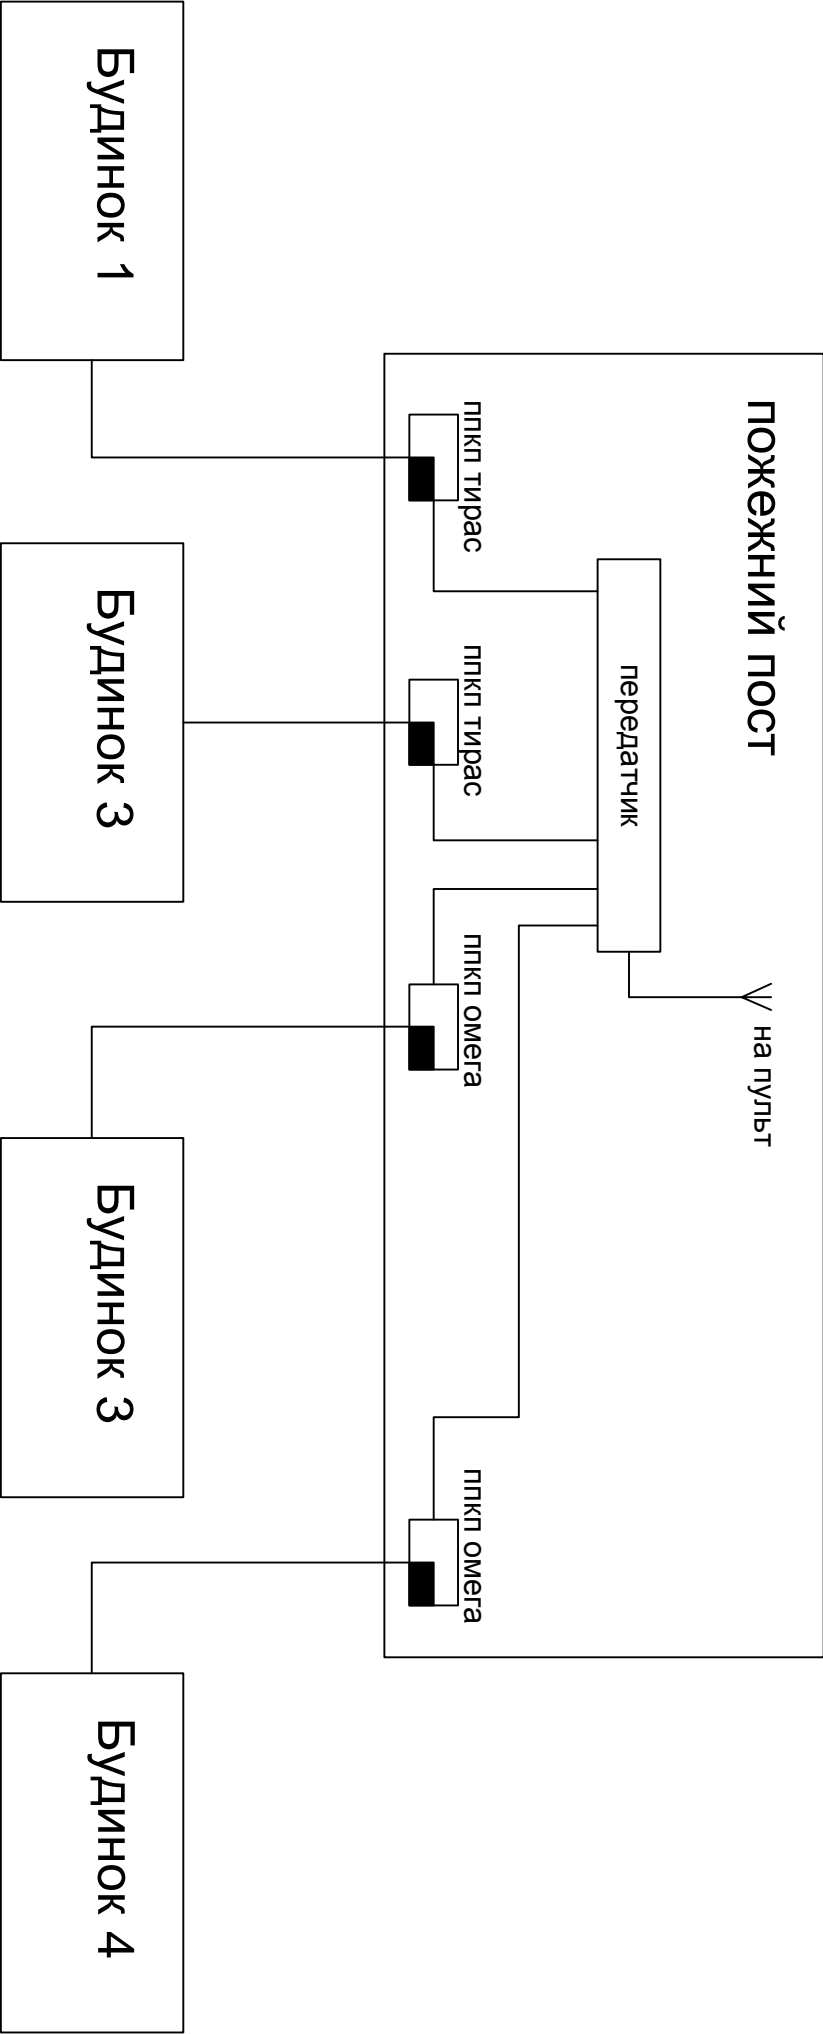 пожежний пост
на пульт
передатчик
ппкп тирас
ппкп тирас
ппкп омега
ппкп омега
Будинок 1
Будинок 3
Будинок 3
Будинок 4